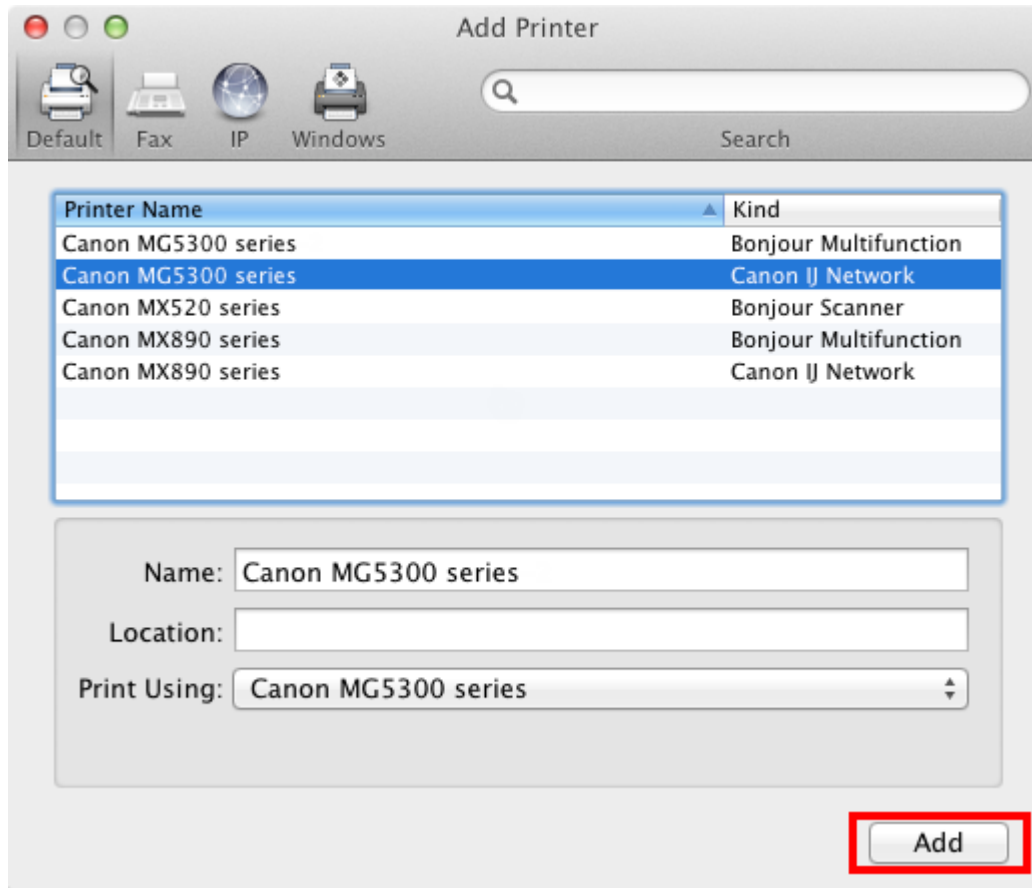 Add Printer
Default Fax IP Windows Search
Printer Name Kind
Canon MG5300 series Bonjour Multifunction
Canon MG5300 series Canon IJ Network
Canon MX520 series Bonjour Scanner
Canon MX890 series Bonjour Multifunction
Canon MX890 series Canon IJ Network
Name: Canon MG5300 series
Location:
Print Using: Canon MG5300 series
Add